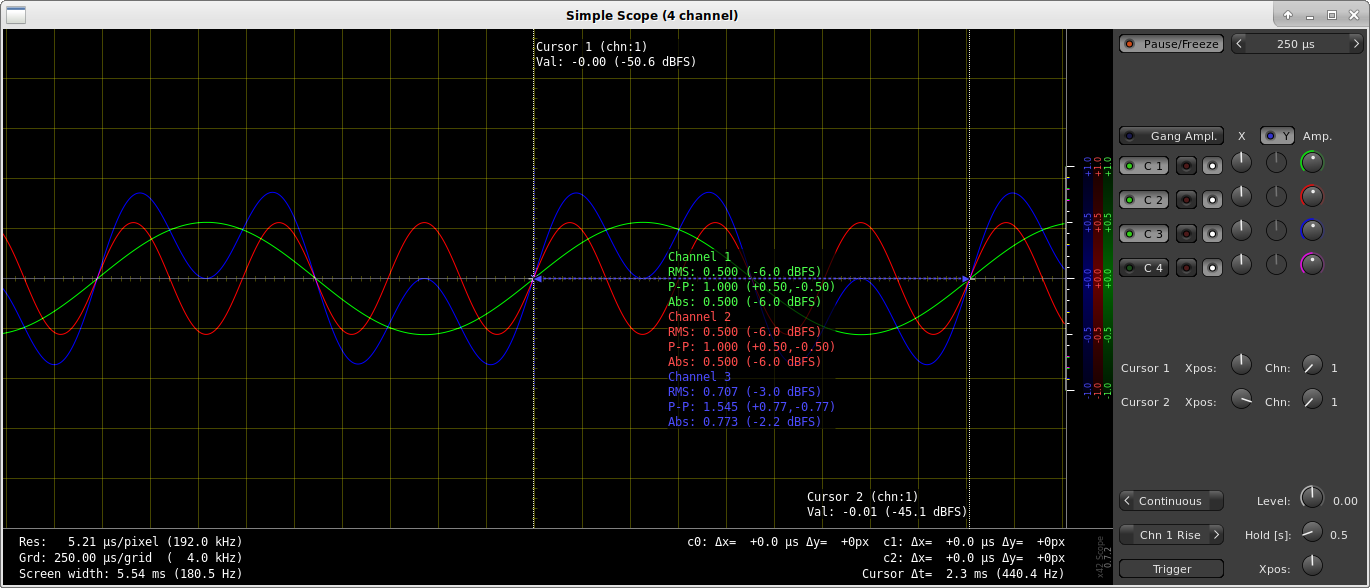 Simple Scope (4 channel)
Cursor 1 (chn:1)
Val: -0.00 (-50.6 dBFS)
Pause/Freeze
< 250 µs >
Gang Ampl. X Y Amp.
C 1
C 2
C 3
C 4
+1.0 +1.0 +1.0
+0.5 +0.5 +0.5
+0.0 +0.0 +0.0
-0.5 -0.5 -0.5
-1.0 -1.0 -1.0
Channel 1
RMS: 0.500 (-6.0 dBFS)
P-P: 1.000 (+0.50,-0.50)
Abs: 0.500 (-6.0 dBFS)
Channel 2
RMS: 0.500 (-6.0 dBFS)
P-P: 1.000 (+0.50,-0.50)
Abs: 0.500 (-6.0 dBFS)
Channel 3
RMS: 0.707 (-3.0 dBFS)
P-P: 1.545 (+0.77,-0.77)
Abs: 0.773 (-2.2 dBFS)
Cursor 1 Xpos: Chn: 1
Cursor 2 Xpos: Chn: 1
Cursor 2 (chn:1)
Val: -0.01 (-45.1 dBFS)
< Continuous Level: 0.00
Chn 1 Rise > Hold [s]: 0.5
Trigger Xpos:
Res: 5.21 µs/pixel (192.0 kHz)
Grd: 250.00 µs/grid ( 4.0 kHz)
Screen width: 5.54 ms (180.5 Hz)
c0: Δx= +0.0 µs Δy= +0px c1: Δx= +0.0 µs Δy= +0px
c2: Δx= +0.0 µs Δy= +0px
Cursor Δt= 2.3 ms (440.4 Hz)
x42 Scope
0.7.2